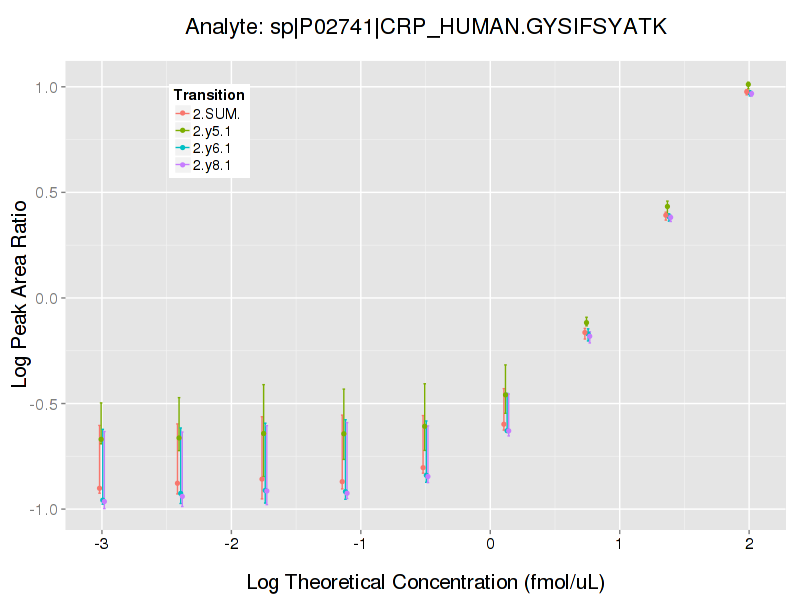 Analyte: sp|P02741|CRP_HUMAN.GYSIFSYATK
Log Peak Area Ratio
1.0
0.5
0.0
-0.5
-1.0
Transition
2.SUM.
2.y5.1
2.y6.1
2.y8.1
-3 -2 -1 0 1 2
Log Theoretical Concentration (fmol/uL)